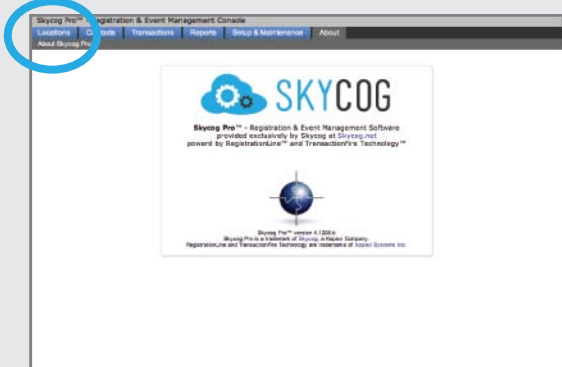 Skycog Pro™ - Registration & Event Management Console
Locations Contacts Transactions Reports Setup & Maintenance About
About Skycog Pro
SKYCOG
Skycog Pro™ - Registration & Event Management Software
provided exclusively by Skycog at Skycog.net
powerd by RegistrationLine™ and TransactionFire Technology™
Skycog Pro™ version 4.1208.b
Skycog Pro is a trademark of Skycog, a Kopavi Company.
RegistrationLine and TransactionFire Technology are trademarks of Systems Inc.